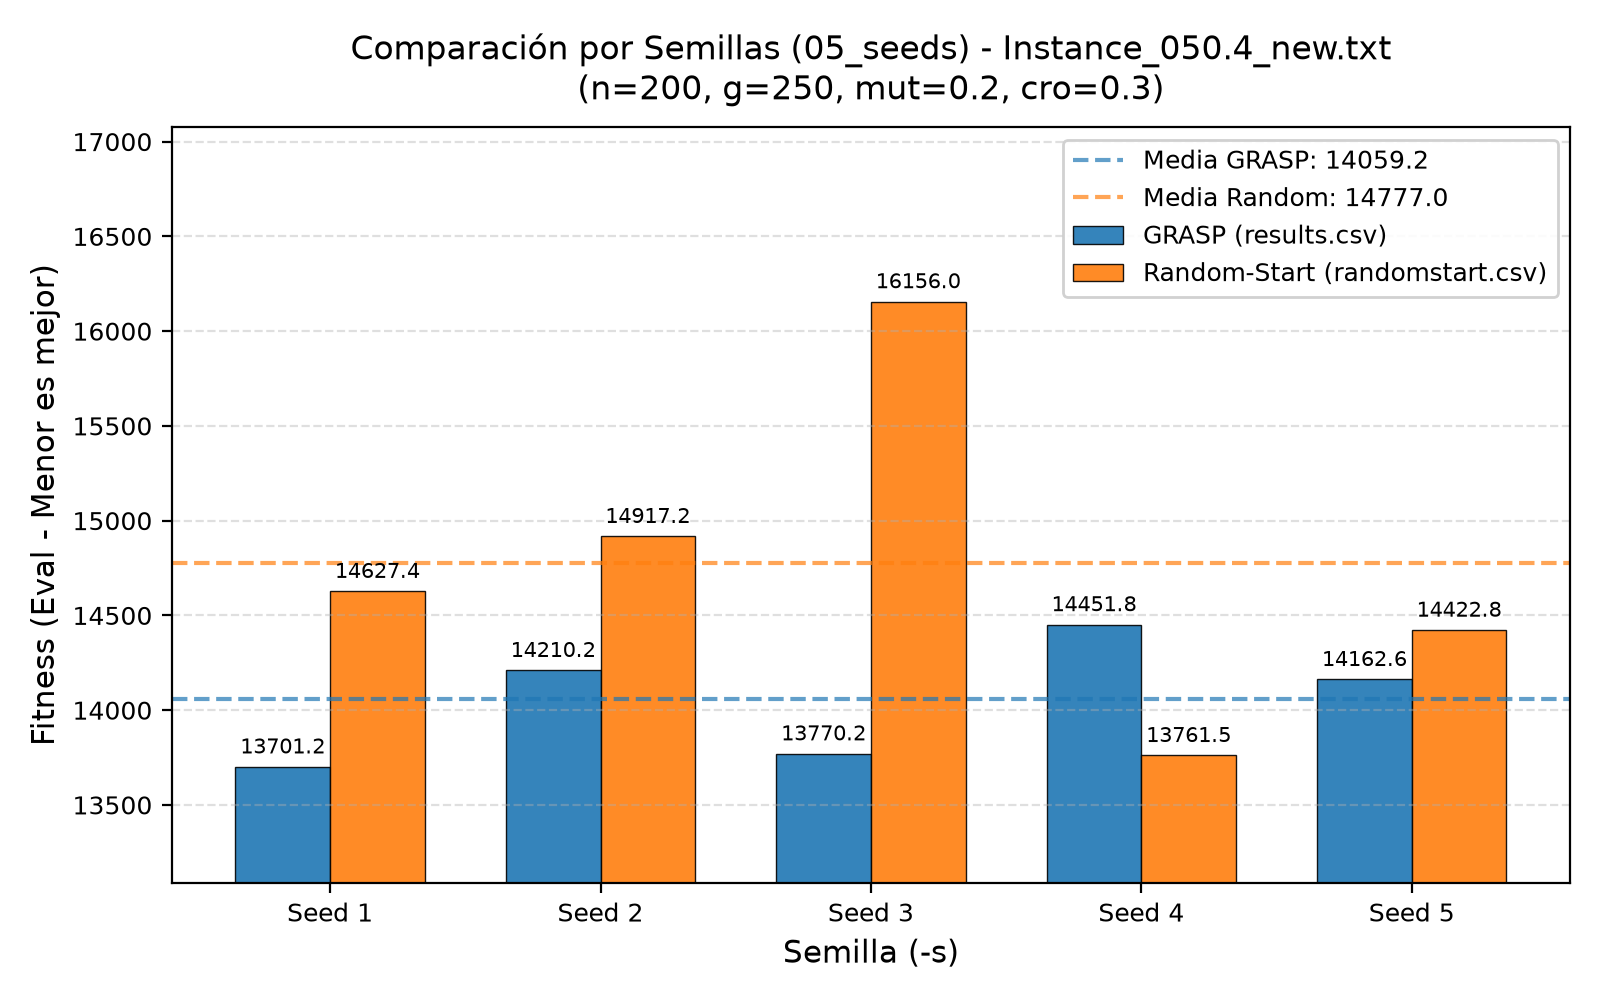 Comparación por Semillas (05_seeds) - Instance_050.4_new.txt
(n=200, g=250, mut=0.2, cro=0.3)
Fitness (Eval - Menor es mejor)
17000
16500
16000
15500
15000
14500
14000
13500
Media GRASP: 14059.2
Media Random: 14777.0
GRASP (results.csv)
Random-Start (randomstart.csv)
13701.2
14627.4
14210.2
14917.2
13770.2
16156.0
14451.8
13761.5
14162.6
14422.8
Seed 1
Seed 2
Seed 3
Seed 4
Seed 5
Semilla (-s)